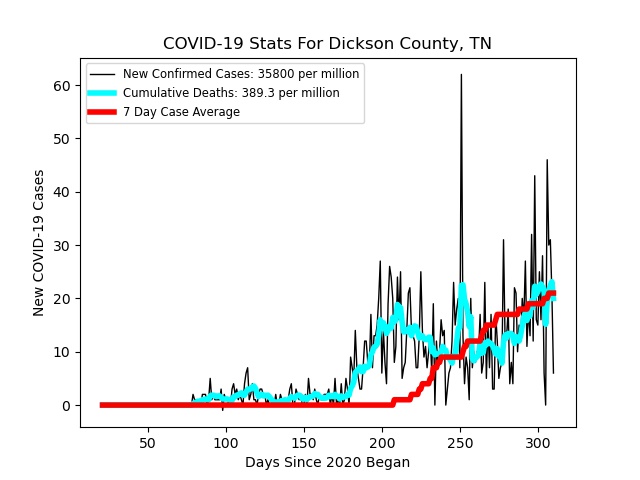 COVID-19 Stats For Dickson County, TN
New Confirmed Cases: 35800 per million
Cumulative Deaths: 389.3 per million
7 Day Case Average
New COVID-19 Cases
60
50
40
30
20
10
0
50 100 150 200 250 300
Days Since 2020 Began